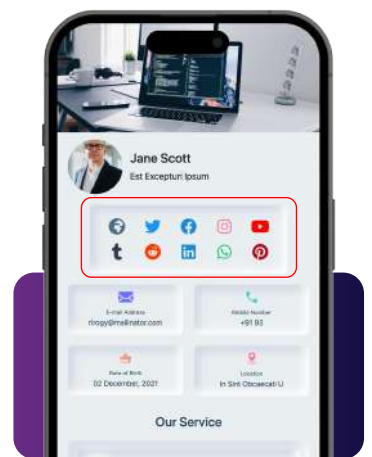 Jane Scott
Est Excepturi Ipsum
E-mail Address
Mobile Number
rirogy@mailinator.com
+91 93
Date of Birth
Location
02 December, 2021
In Sint Obcaecati U
Our Service